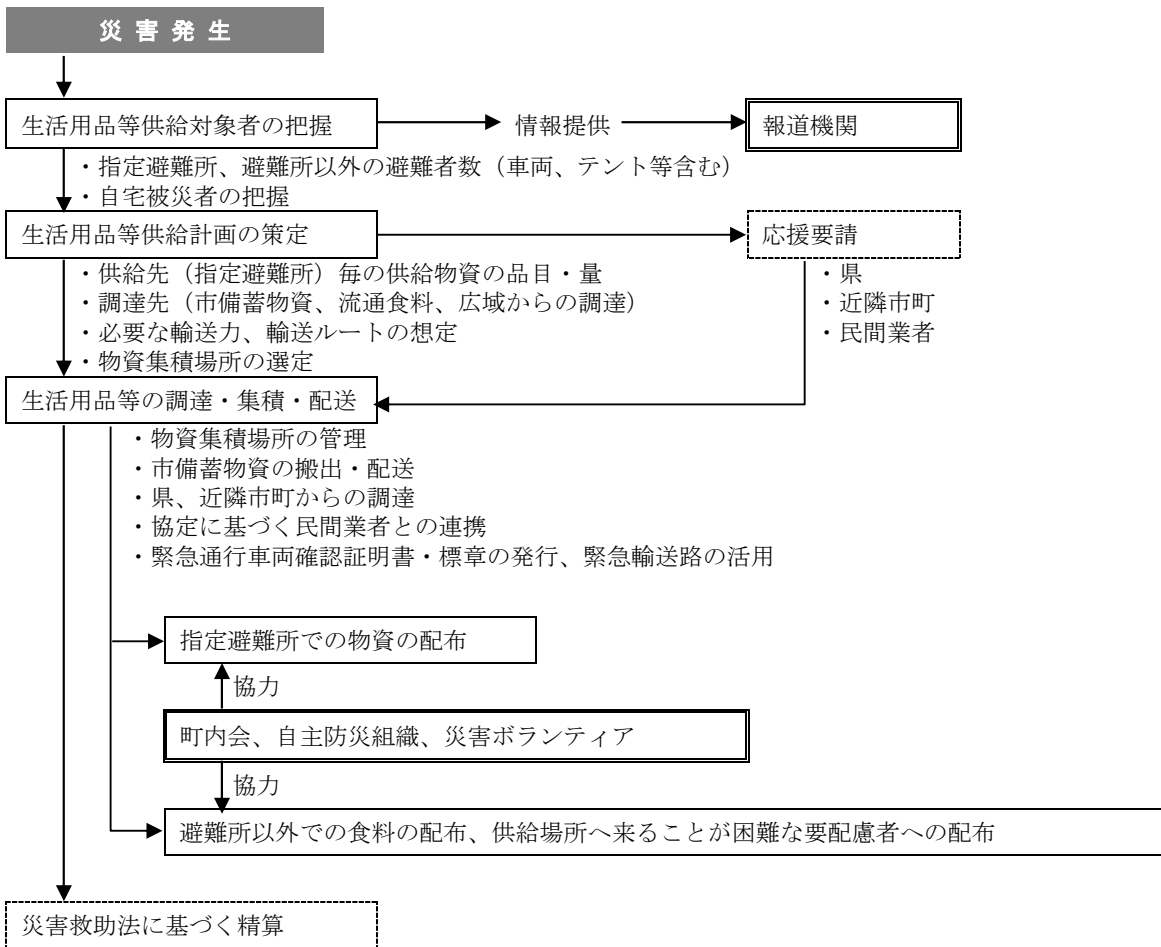 災害発生
生活用品等供給対象者の把握
情報提供
報道機関
・指定避難所、避難所以外の避難者数（車両、テント等含む）
・自宅被災者の把握
生活用品等供給計画の策定
応援要請
・供給先（指定避難所）毎の供給物資の品目・量
・調達先（市備蓄物資、流通食料、広域からの調達）
・必要な輸送力、輸送ルートの想定
・物資集積場所の選定
・県
・近隣市町
・民間業者
生活用品等の調達・集積・配送
・物資集積場所の管理
・市備蓄物資の搬出・配送
・県、近隣市町からの調達
・協定に基づく民間業者との連携
・緊急通行車両確認証明書・標章の発行、緊急輸送路の活用
指定避難所での物資の配布
協力
町内会、自主防災組織、災害ボランティア
協力
避難所以外での食料の配布、供給場所へ来ることが困難な要配慮者への配布
災害救助法に基づく精算